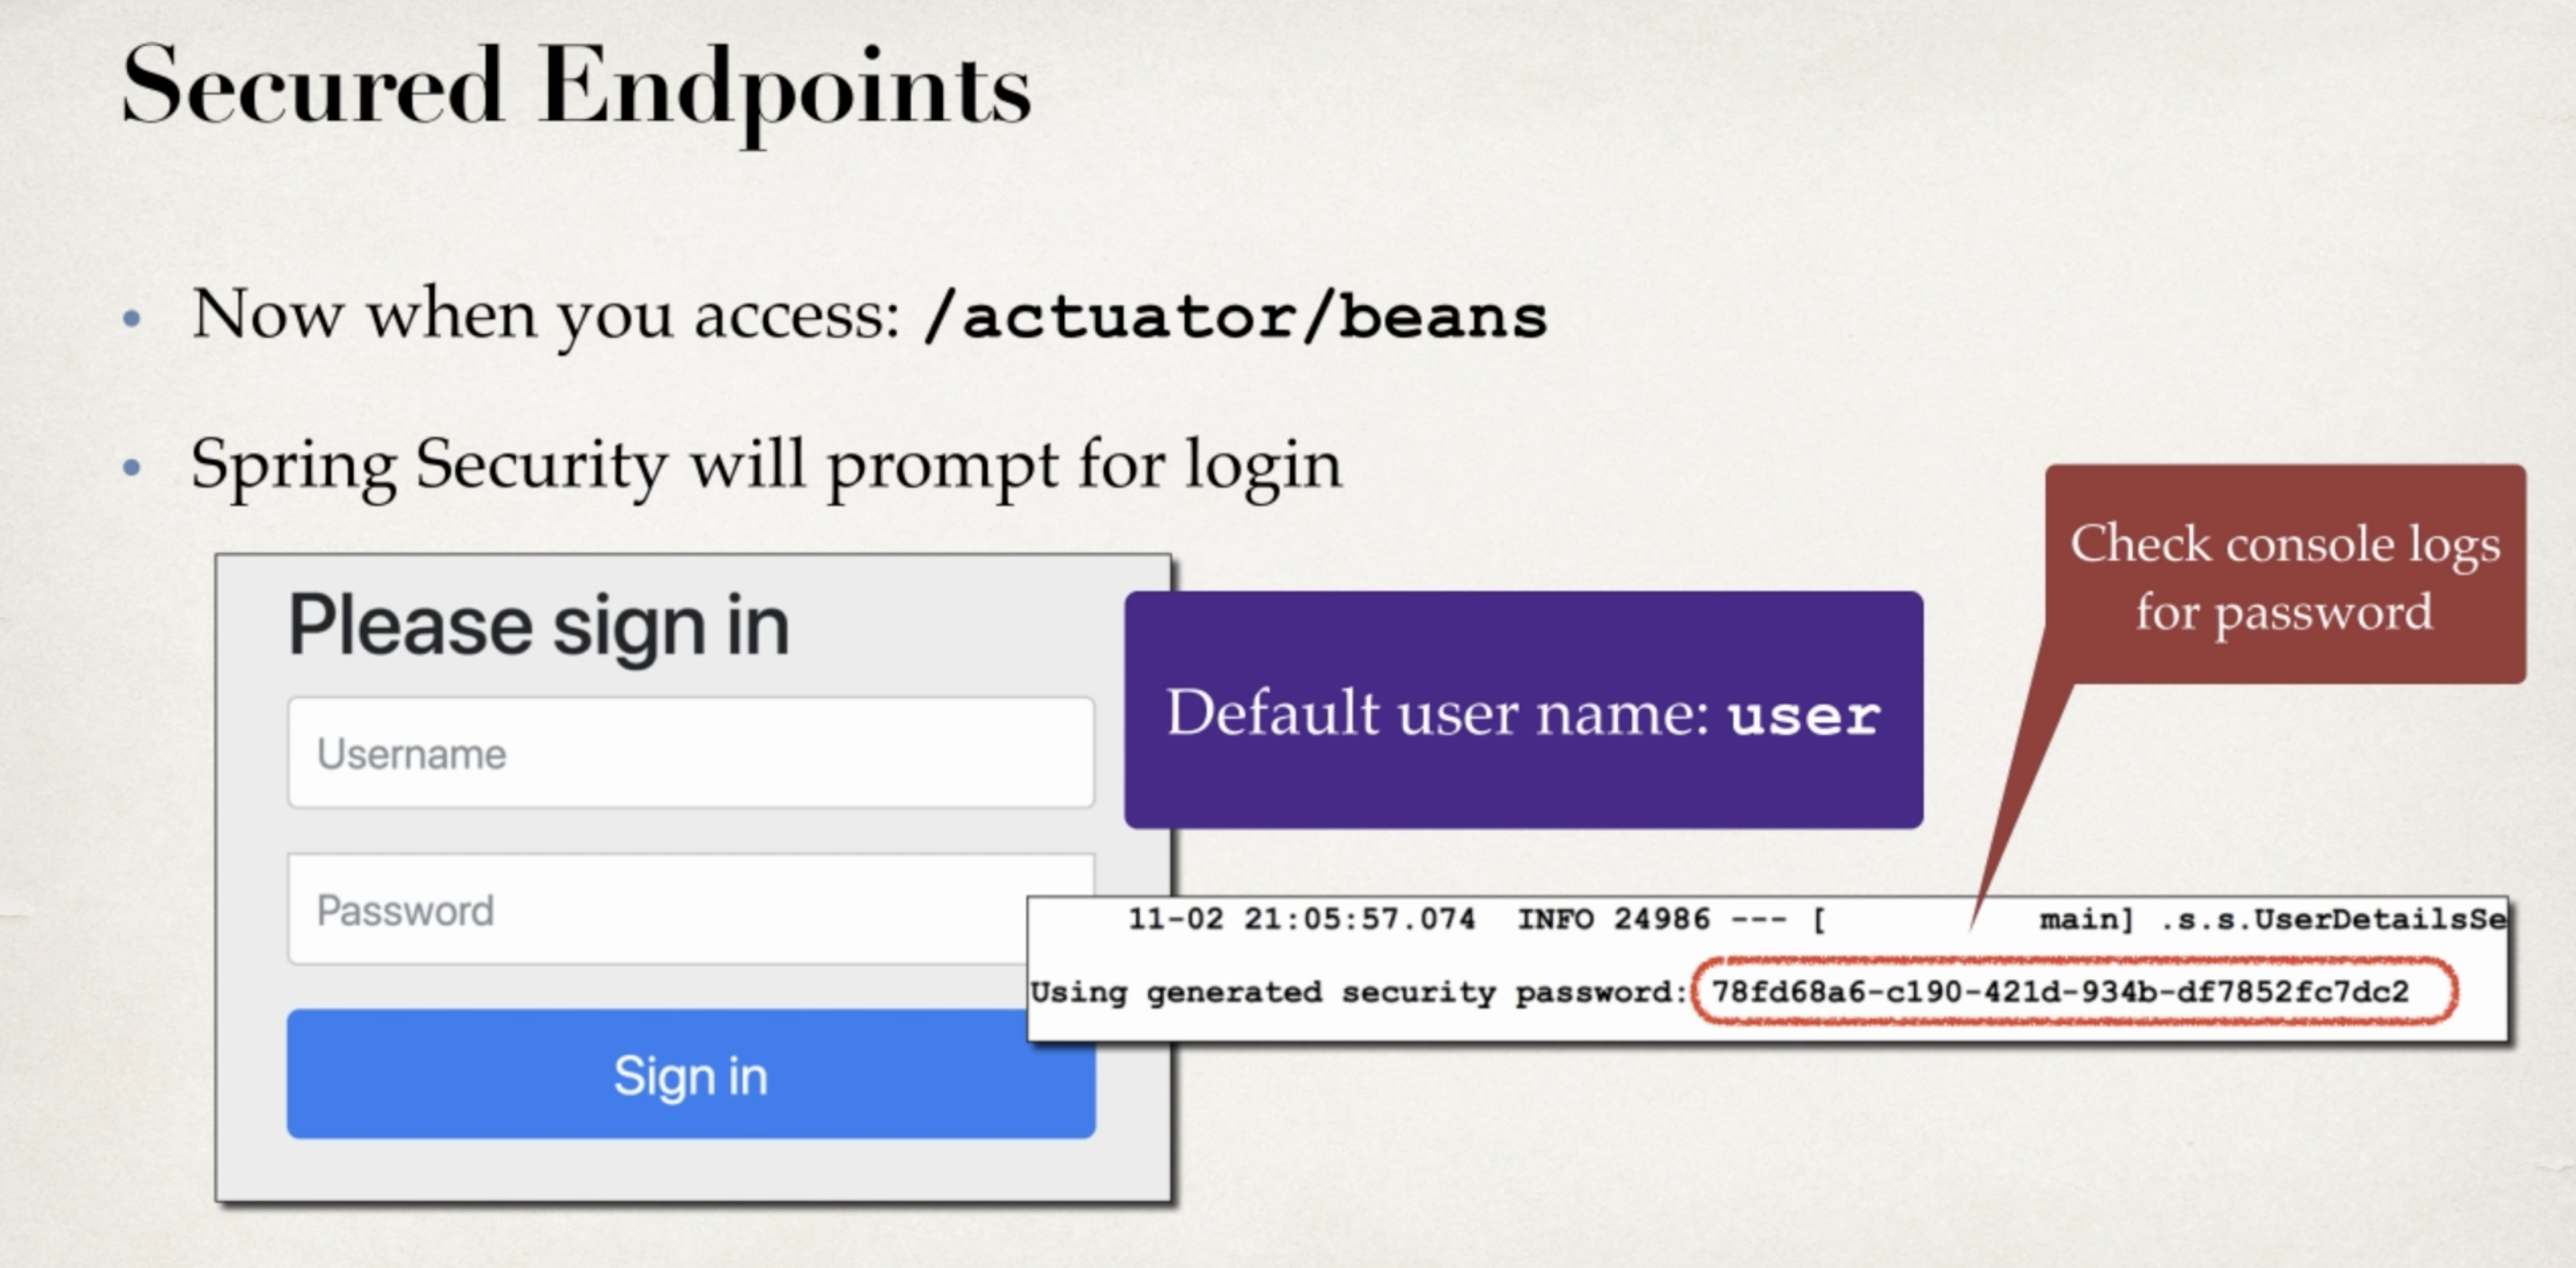 Secured Endpoints
• Now when you access: /actuator/beans
• Spring Security will prompt for login
Check console logs
for password
Please sign in
Default user name: user
Username
Password
11-02 21:05:57.074  INFO 24986 --- [           main] .s.s.UserDetailsSe
Using generated security password: 78fd68a6-c190-421d-934b-df7852fc7dc2
Sign in